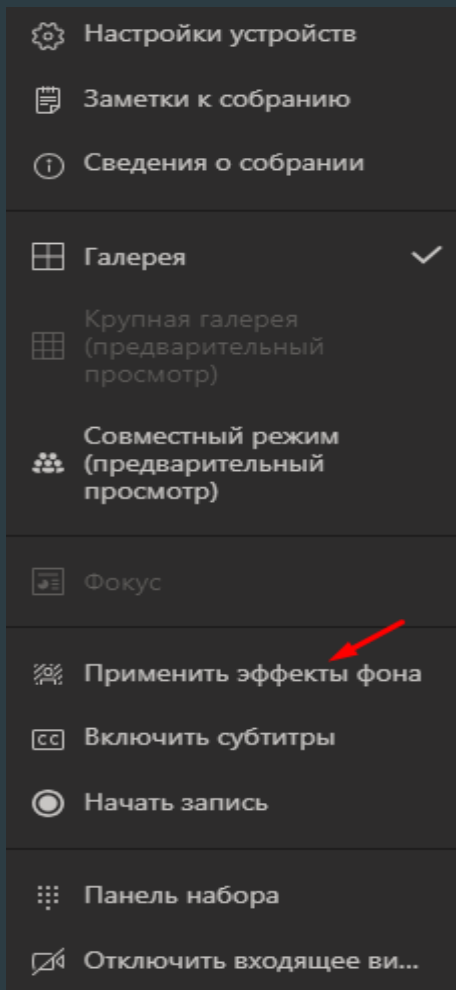 Настройки устройств
Заметки к собранию
Сведения о собрании
Галерея
Крупная галерея
(предварительный
просмотр)
Совместный режим
(предварительный
просмотр)
Фокус
Применить эффекты фона
CC Включить субтитры
Начать запись
Панель набора
Отключить входящее ви...